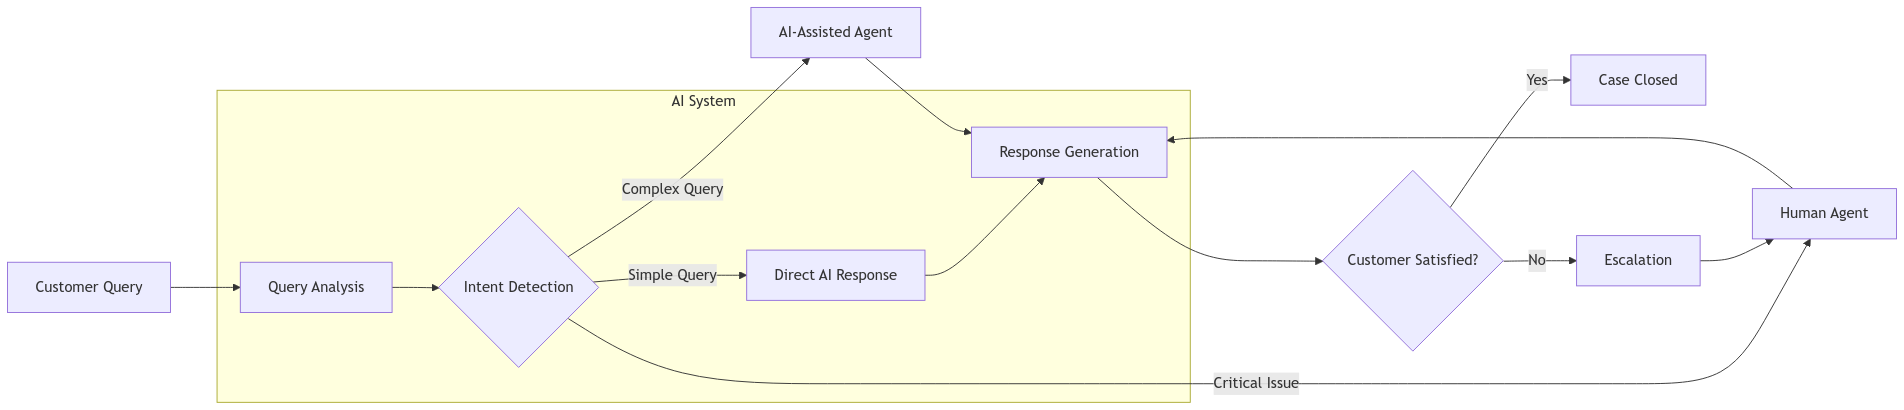 AI-Assisted Agent
AI System
Case Closed
Yes
Response Generation
Complex Query
Human Agent
Customer Satisfied?
No
Escalation
Simple Query
Direct AI Response
Customer Query
Query Analysis
Intent Detection
Critical Issue